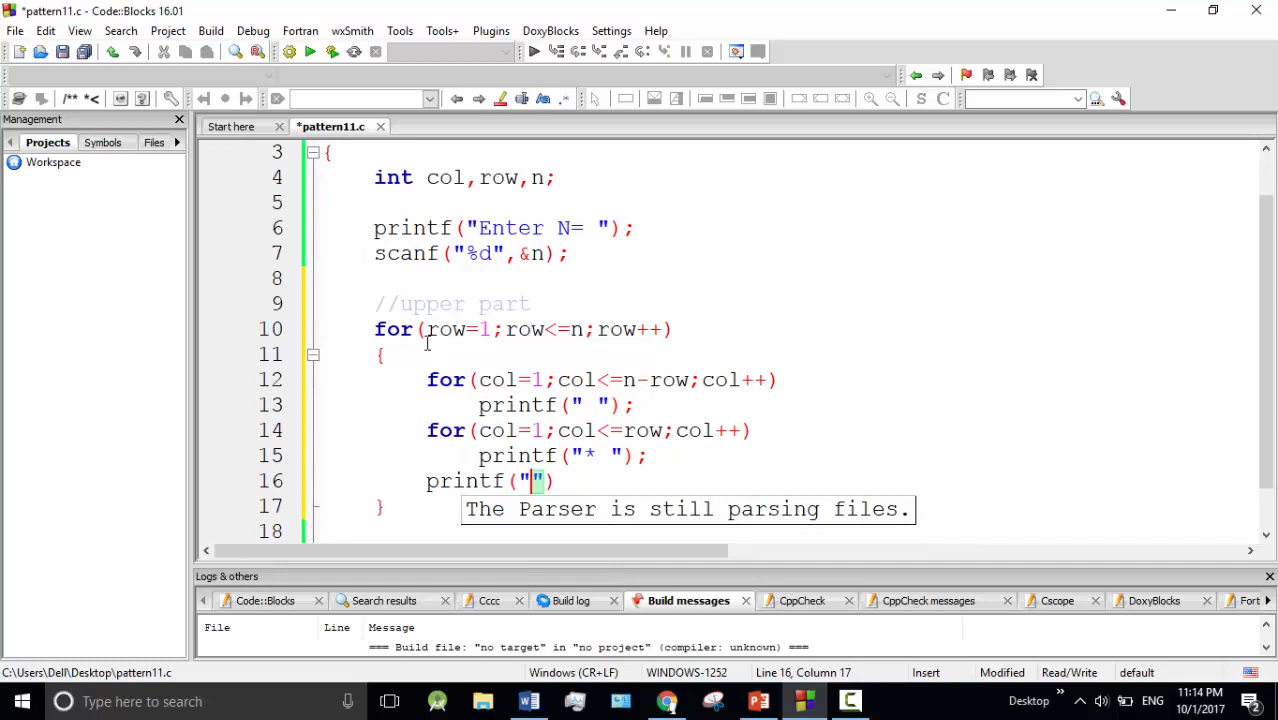 *pattern11.c - Code::Blocks 16.01
File Edit View Search Project Build Debug Fortran wxSmith Tools Tools+ Plugins DoxyBlocks Settings Help
/** *< S C
Management
Start here *pattern11.c
Projects Symbols Files
Workspace
3 {
4 int col,row,n;
5
6 printf("Enter N= ");
7 scanf("%d",&n);
8
9 //upper part
10 for(row=1;row<=n;row++)
11 {
12 for(col=1;col<=n-row;col++)
13 printf(" ");
14 for(col=1;col<=row;col++)
15 printf("* ");
16 printf("")
The Parser is still parsing files.
17 }
18
Logs & others
Code::Blocks Search results Cccc Build log Build messages CppCheck CppCheck messages Cscope DoxyBlocks Fort
File Line Message
=== Build file: "no target" in "no project" (compiler: unknown) ===
C:\Users\Dell\Desktop\pattern11.c Windows (CR+LF) WINDOWS-1252 Line 16, Column 17 Insert Modified Read/Write default
Type here to search Desktop ENG 11:14 PM
10/1/2017 2